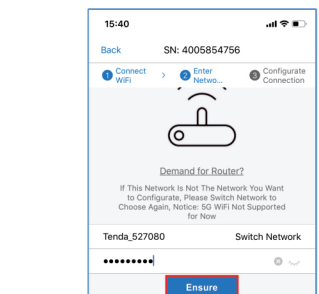 15:40
Back SN: 4005854756
1 Connect WiFi > 2 Enter Netwo... 3 Configurate Connection
Demand for Router?
If This Network Is Not The Network You Want
to Configurate, Please Switch Network to
Choose Again, Notice: 5G WiFi Not Supported
for Now
Tenda_527080 Switch Network
•••••••••
Ensure